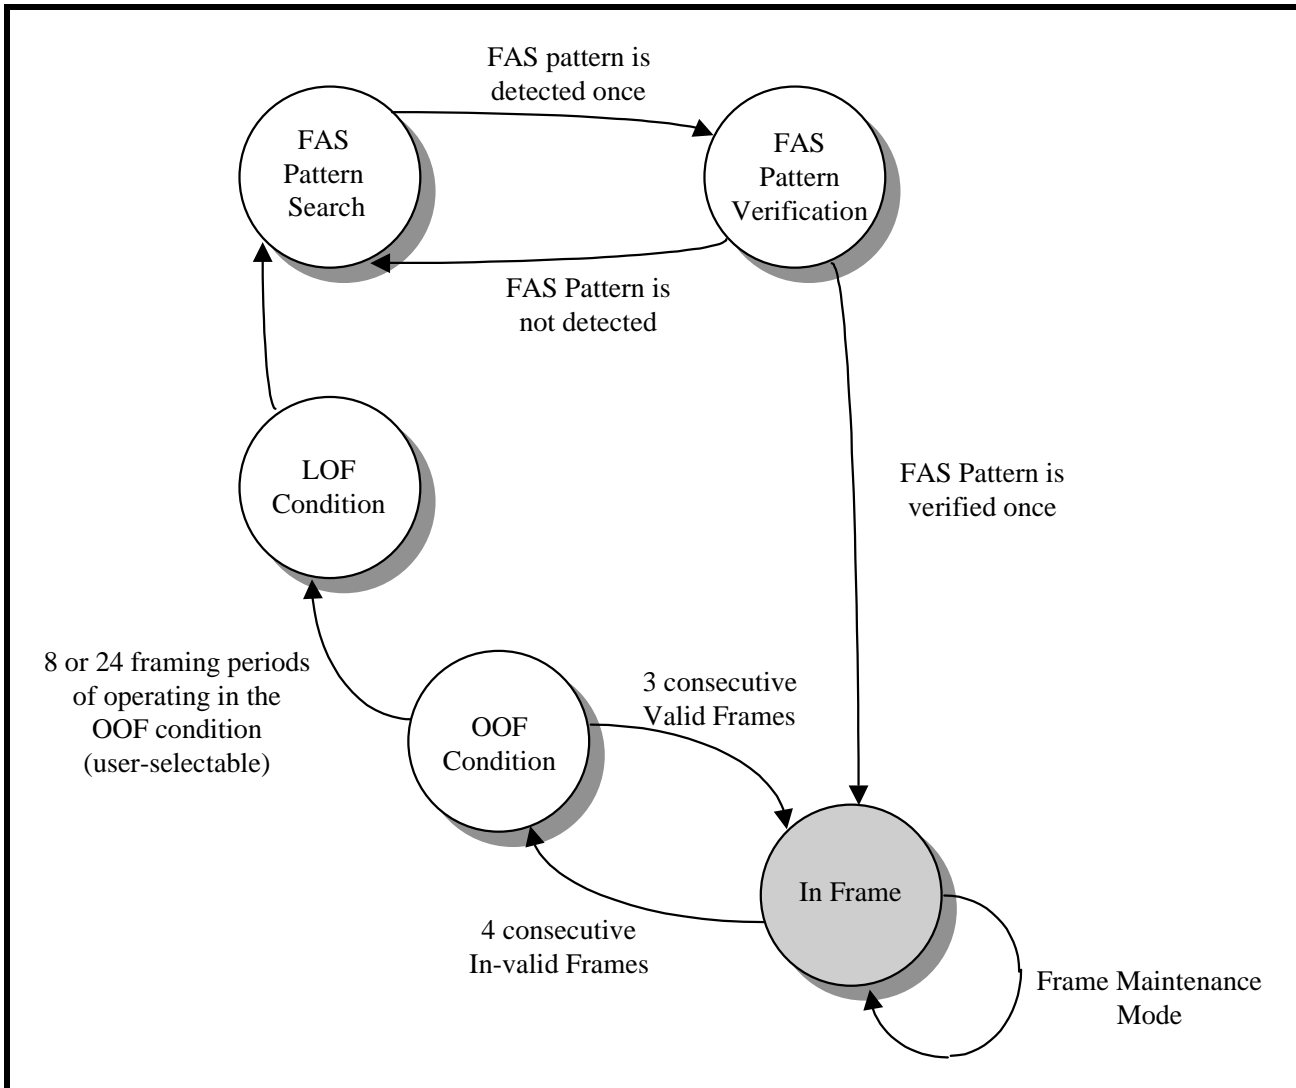 FAS pattern is
detected once
FAS
Pattern
Search
FAS
Pattern
Verification
FAS Pattern is
not detected
LOF
Condition
FAS Pattern is
verified once
8 or 24 framing periods
of operating in the
OOF condition
(user-selectable)
3 consecutive
Valid Frames
OOF
Condition
In Frame
4 consecutive
In-valid Frames
Frame Maintenance
Mode